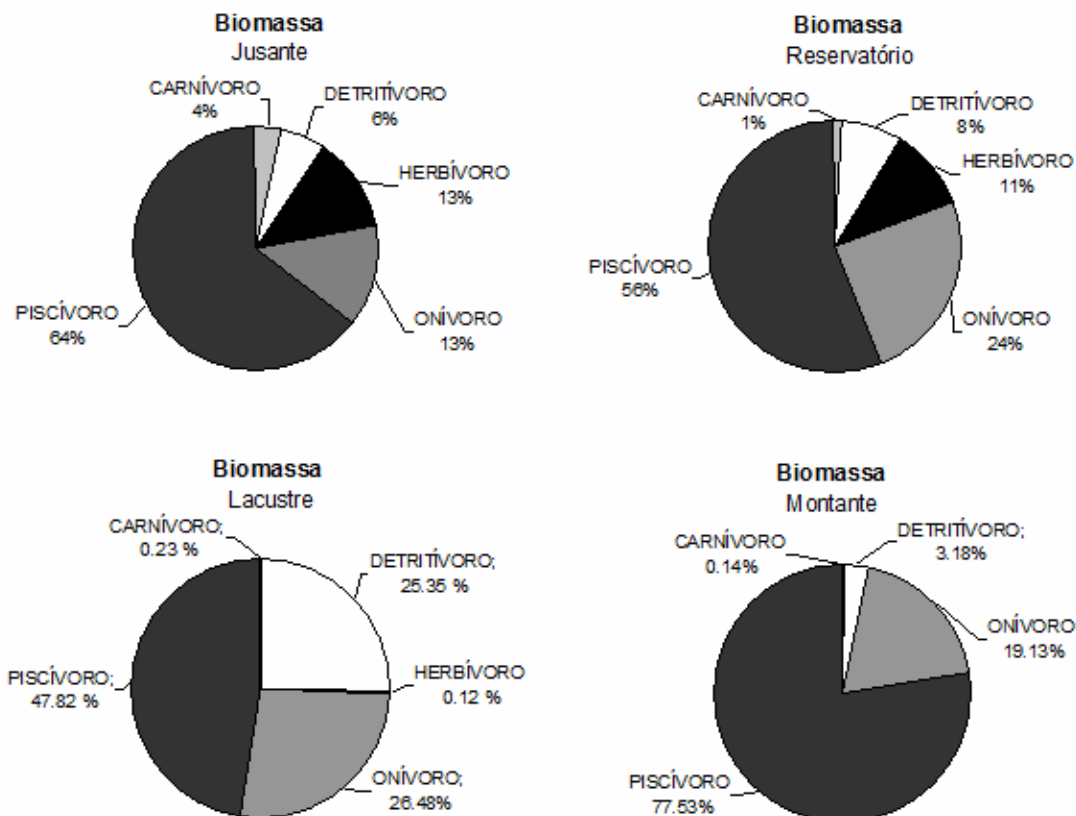 Biomassa
Jusante
CARNÍVORO
4%
DETRITÍVORO
6%
HERBÍVORO
13%
ONÍVORO
13%
PISCÍVORO
64%
Biomassa
Reservatório
CARNÍVORO
1%
DETRITÍVORO
8%
HERBÍVORO
11%
ONÍVORO
24%
PISCÍVORO
56%
Biomassa
Lacustre
CARNÍVORO;
0.23 %
DETRITÍVORO;
25.35 %
HERBÍVORO
0.12 %
ONÍVORO;
26.48%
PISCÍVORO;
47.82 %
Biomassa
Montante
CARNÍVORO
0.14%
DETRITÍVORO;
3.18%
ONÍVORO
19.13%
PISCÍVORO
77.53%